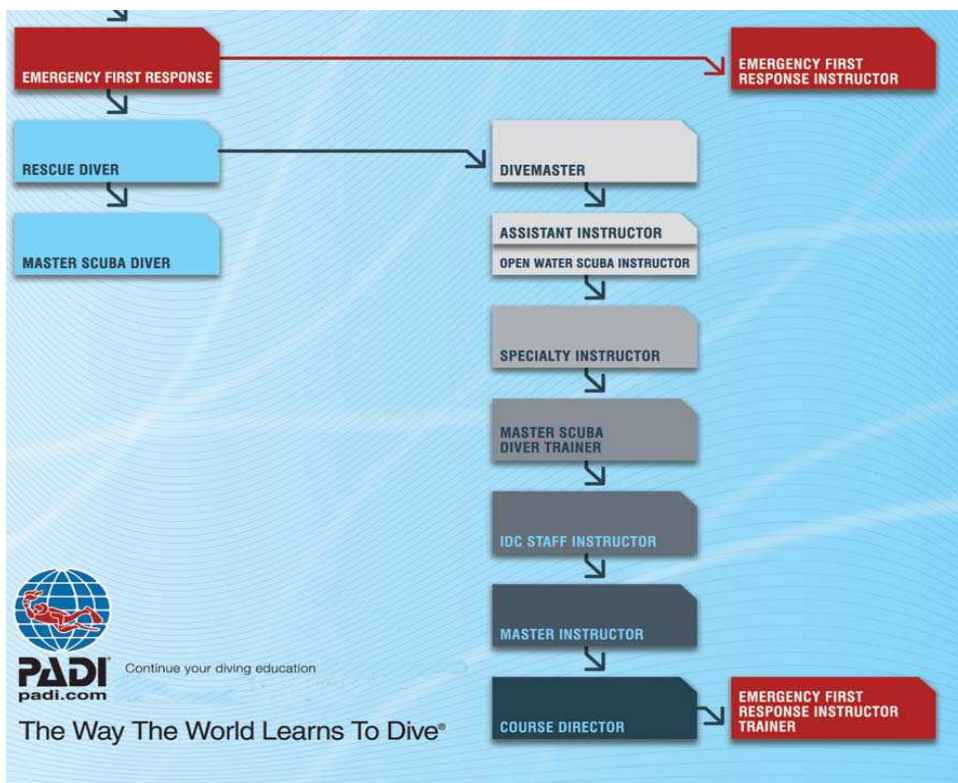 EMERGENCY FIRST RESPONSE
EMERGENCY FIRST
RESPONSE INSTRUCTOR
RESCUE DIVER
DIVEMASTER
MASTER SCUBA DIVER
ASSISTANT INSTRUCTOR
OPEN WATER SCUBA INSTRUCTOR
SPECIALTY INSTRUCTOR
MASTER SCUBA
DIVER TRAINER
IDC STAFF INSTRUCTOR
MASTER INSTRUCTOR
COURSE DIRECTOR
EMERGENCY FIRST
RESPONSE INSTRUCTOR
TRAINER
PADI
padi.com
Continue your diving education
The Way The World Learns To Dive®